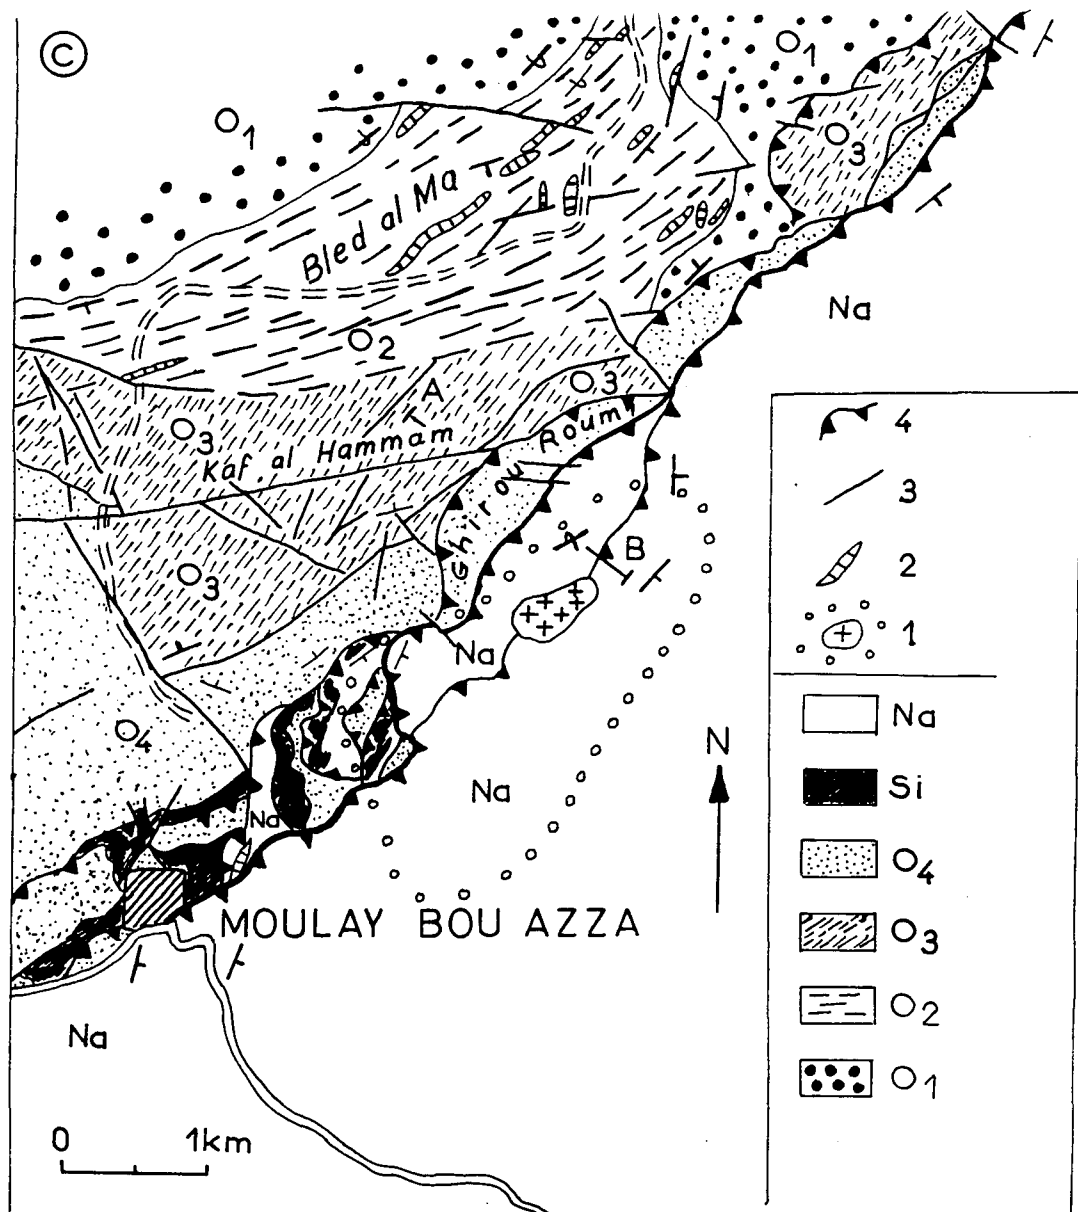 C
O1
O1
O3
Bled al Ma
Na
O2
A
O3
O3
Kaf. al Hammam
Ghirou Roumi
B
O3
Na
O4
Na
Na
MOULAY BOU AZZA
Na
0 1km
N
4
3
2
1
Na
Si
O4
O3
O2
O1